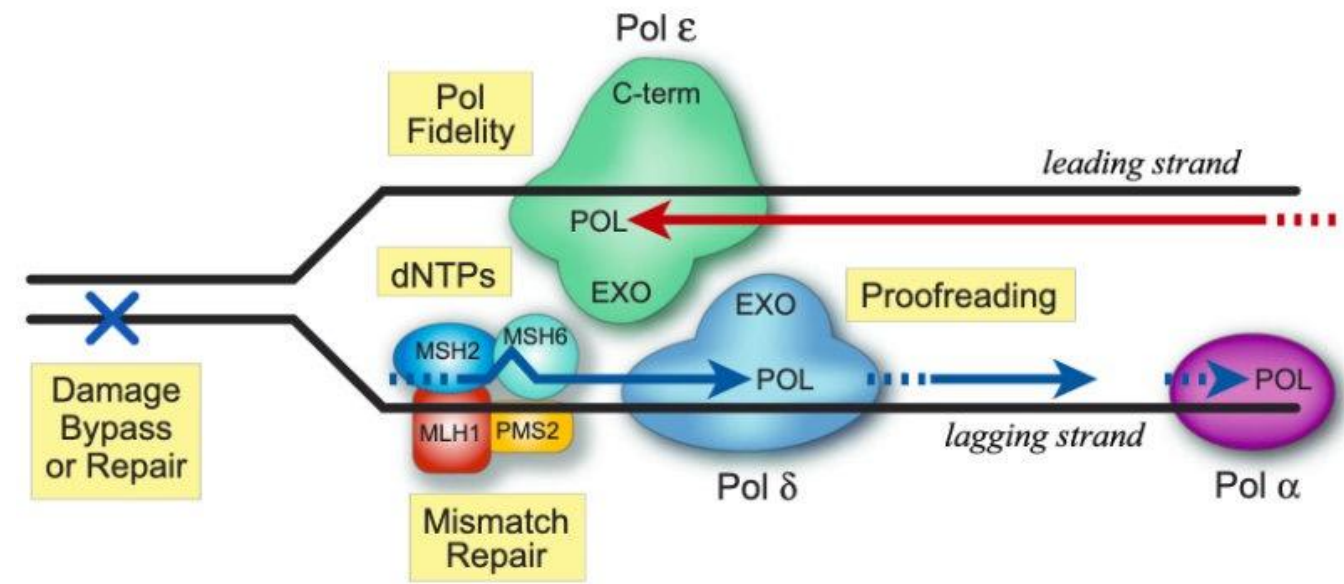 Pol ε
C-term
Pol
Fidelity
leading strand
POL
dNTPs
EXO
EXO
Proofreading
MSH2
MSH6
POL
POL
Damage
Bypass
or Repair
MLH1
PMS2
lagging strand
Pol δ
Pol α
Mismatch
Repair